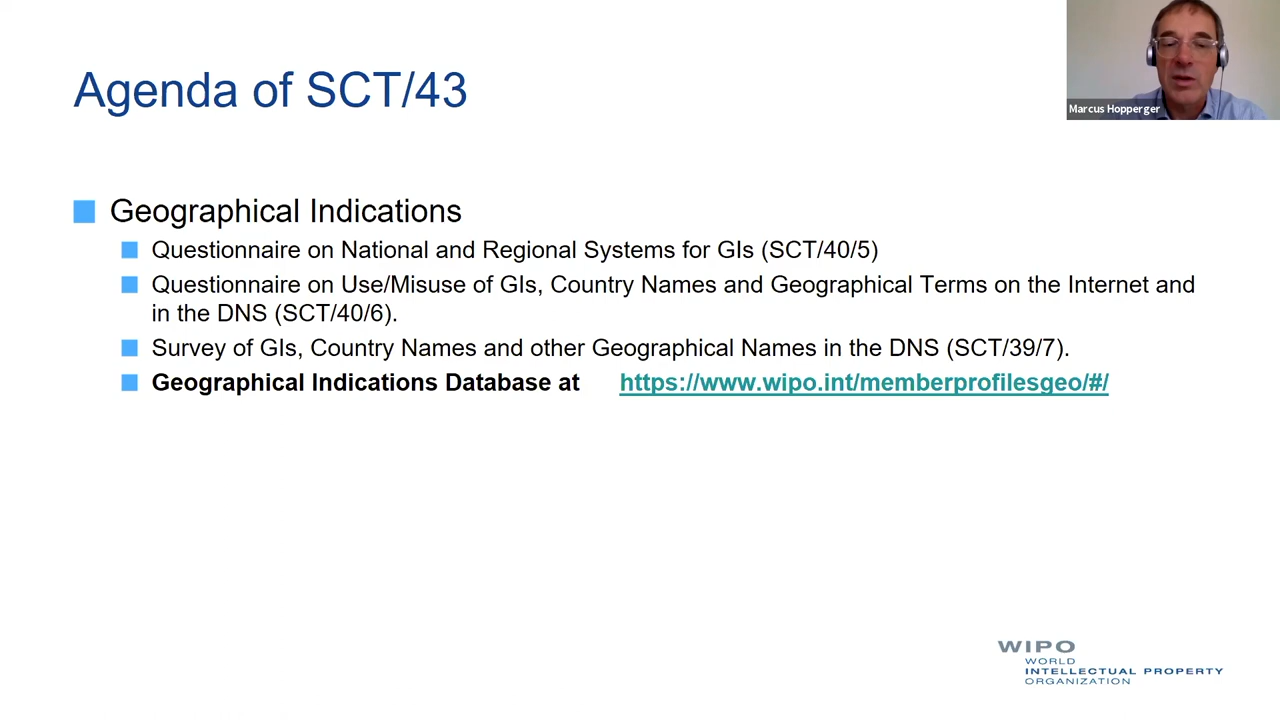 Agenda of SCT/43
Marcus Hopperger
Geographical Indications
Questionnaire on National and Regional Systems for GIs (SCT/40/5)
Questionnaire on Use/Misuse of GIs, Country Names and Geographical Terms on the Internet and
in the DNS (SCT/40/6).
Survey of GIs, Country Names and other Geographical Names in the DNS (SCT/39/7).
Geographical Indications Database at https://www.wipo.int/memberprofilesgeo/#/
WIPO
WORLD
INTELLECTUAL PROPERTY
ORGANIZATION